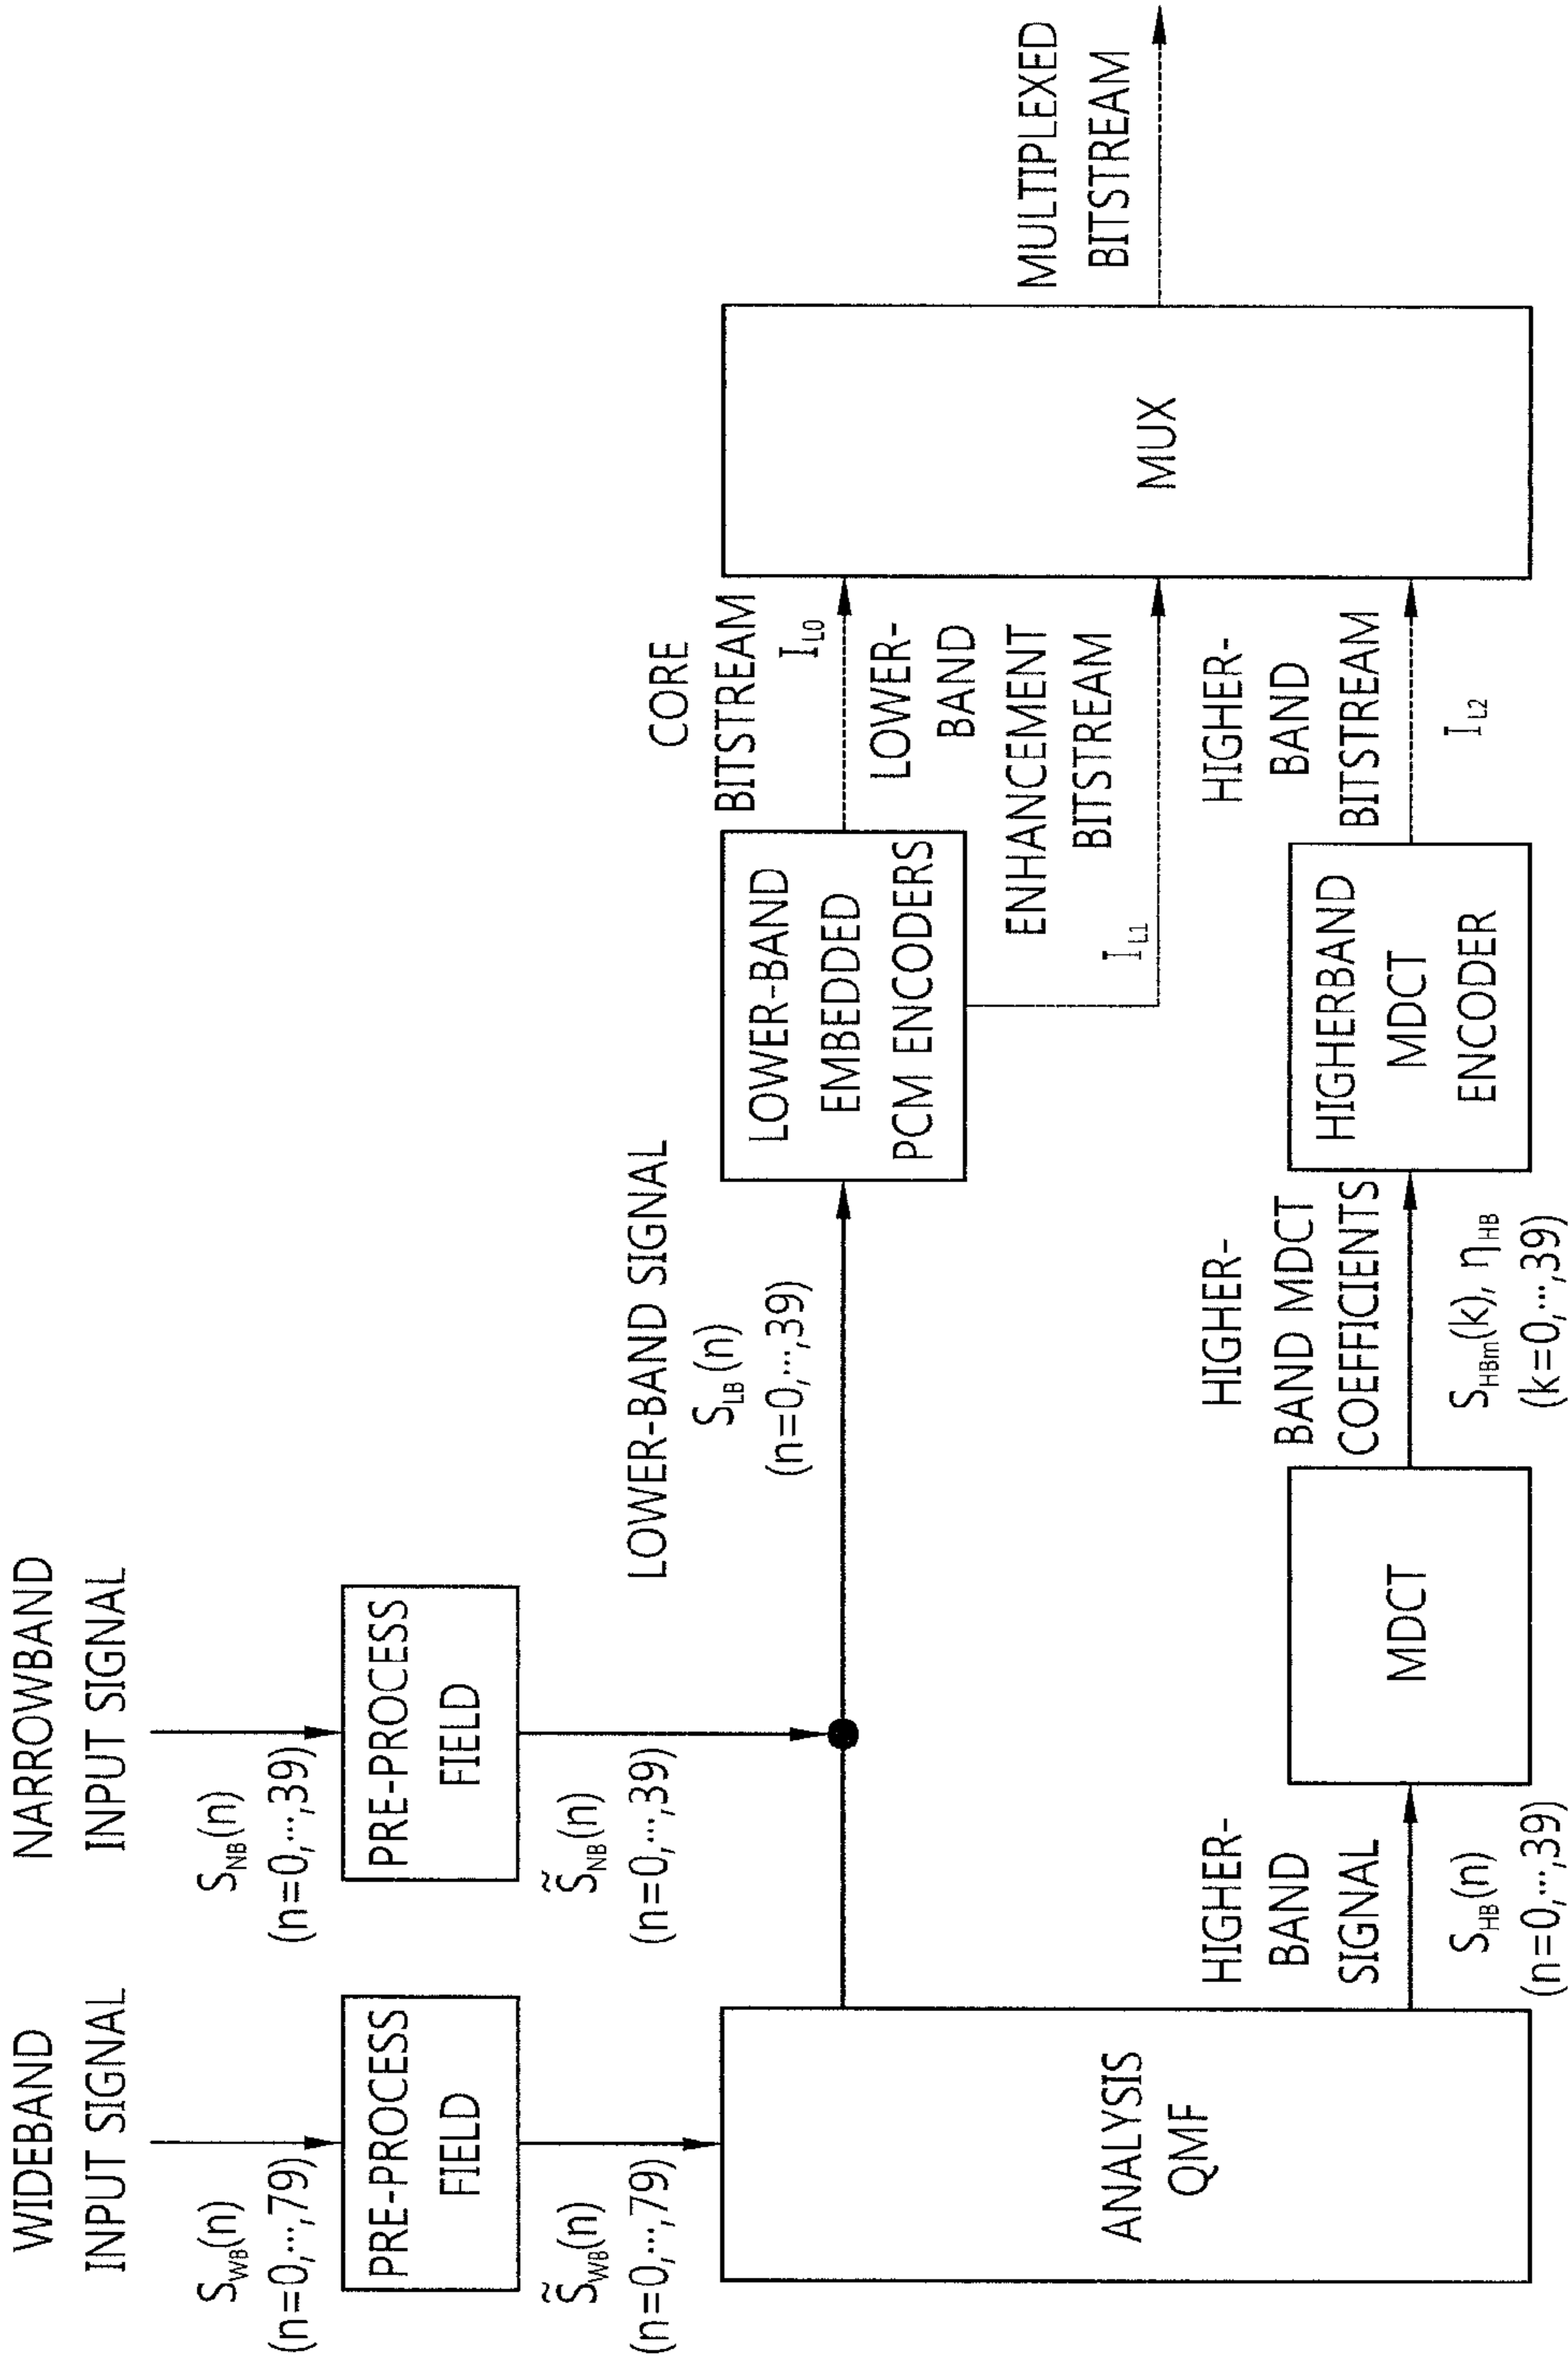 WIDEBAND
INPUT SIGNAL
S_WB(n)
(n=0,···,79)
PRE-PROCESS
FIELD
S̃_WB(n)
(n=0,···,79)
ANALYSIS
QMF
NARROWBAND
INPUT SIGNAL
S_NB(n)
(n=0,···,39)
PRE-PROCESS
FIELD
S̃_NB(n)
(n=0,···,39)
LOWER-BAND SIGNAL
S_LB(n)
(n=0,···,39)
LOWER-BAND
EMBEDDED
PCM ENCODERS
CORE
BITSTREAM
I_L0
LOWER-
BAND
ENHANCEMENT
BITSTREAM
I_L1
HIGHER-
BAND
SIGNAL
S_HB(n)
(n=0,···,39)
MDCT
HIGHER-
BAND MDCT
COEFFICIENTS
S_HBm(k), η_HB
(k=0,···,39)
HIGHERBAND
MDCT
ENCODER
HIGHER-
BAND
BITSTREAM
I_L2
MUX
MULTIPLEXED
BITSTREAM